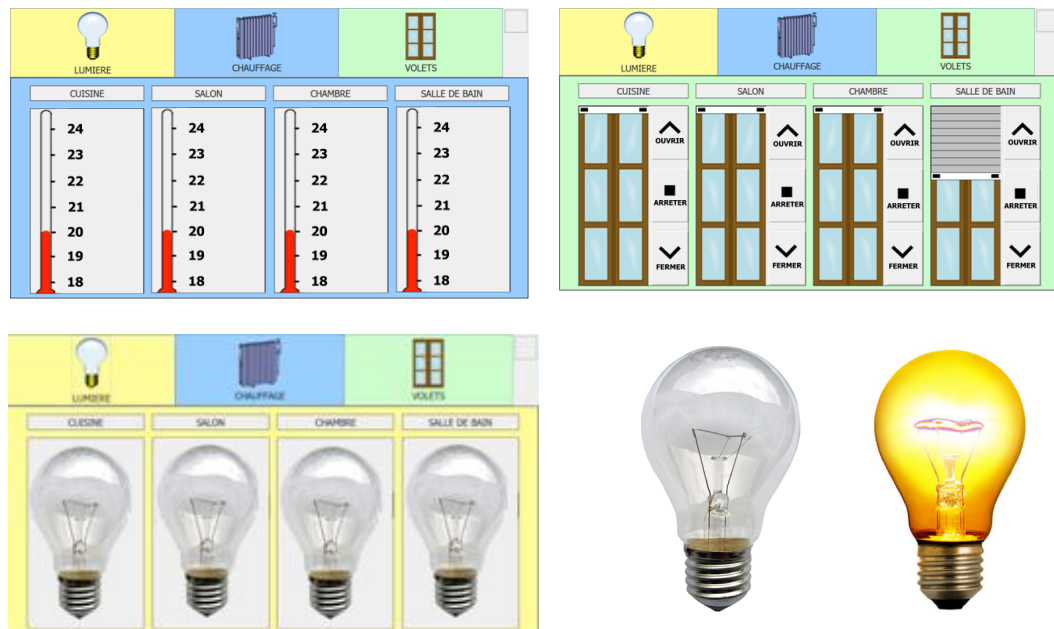 LUMIERE
CHAUFFAGE
VOLETS
CUISINE
SALON
CHAMBRE
SALLE DE BAIN
24
24
24
24
23
23
23
23
22
22
22
22
21
21
21
21
20
20
20
20
19
19
19
19
18
18
18
18
LUMIERE
CHAUFFAGE
VOLETS
CUISINE
SALON
CHAMBRE
SALLE DE BAIN
OUVRIR
OUVRIR
OUVRIR
OUVRIR
ARRETER
ARRETER
ARRETER
ARRETER
FERMER
FERMER
FERMER
FERMER
LUMIERE
CHAUFFAGE
VOLETS
CUISINE
SALON
CHAMBRE
SALLE DE BAIN